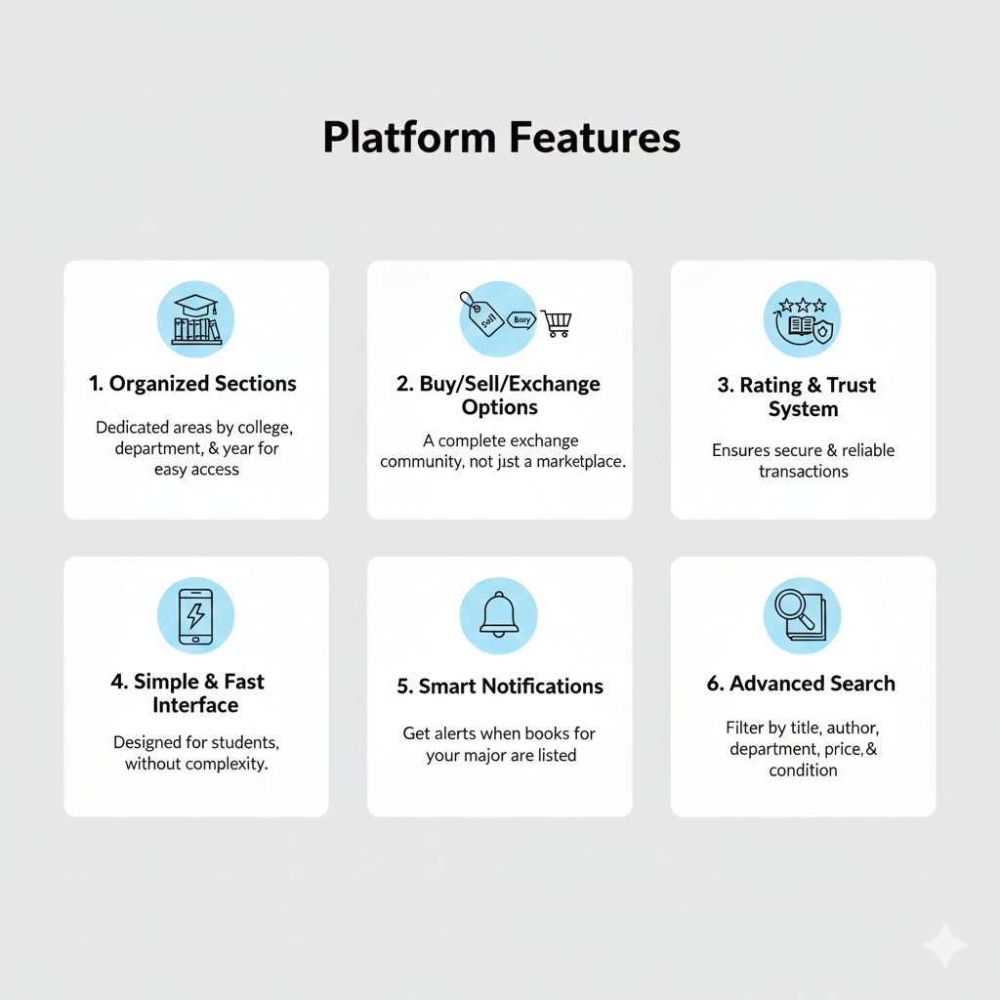 Platform Features
Sell
Buy
1. Organized Sections
Dedicated areas by college,
department, & year for
easy access
2. Buy/Sell/Exchange
Options
A complete exchange
community, not just a marketplace.
3. Rating & Trust
System
Ensures secure & reliable
transactions
4. Simple & Fast
Interface
Designed for students,
without complexity.
5. Smart Notifications
Get alerts when books for
your major are listed
6. Advanced Search
Filter by title, author,
department, price,&
condition